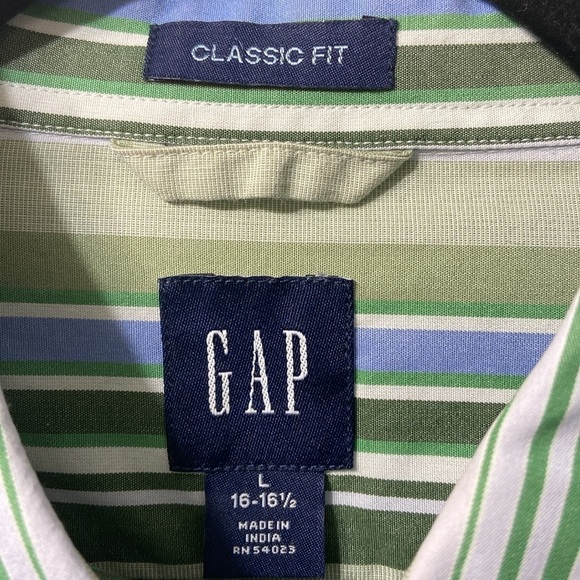 CLASSIC FIT
GAP
L
16-16½
MADE IN
INDIA
RN 54023